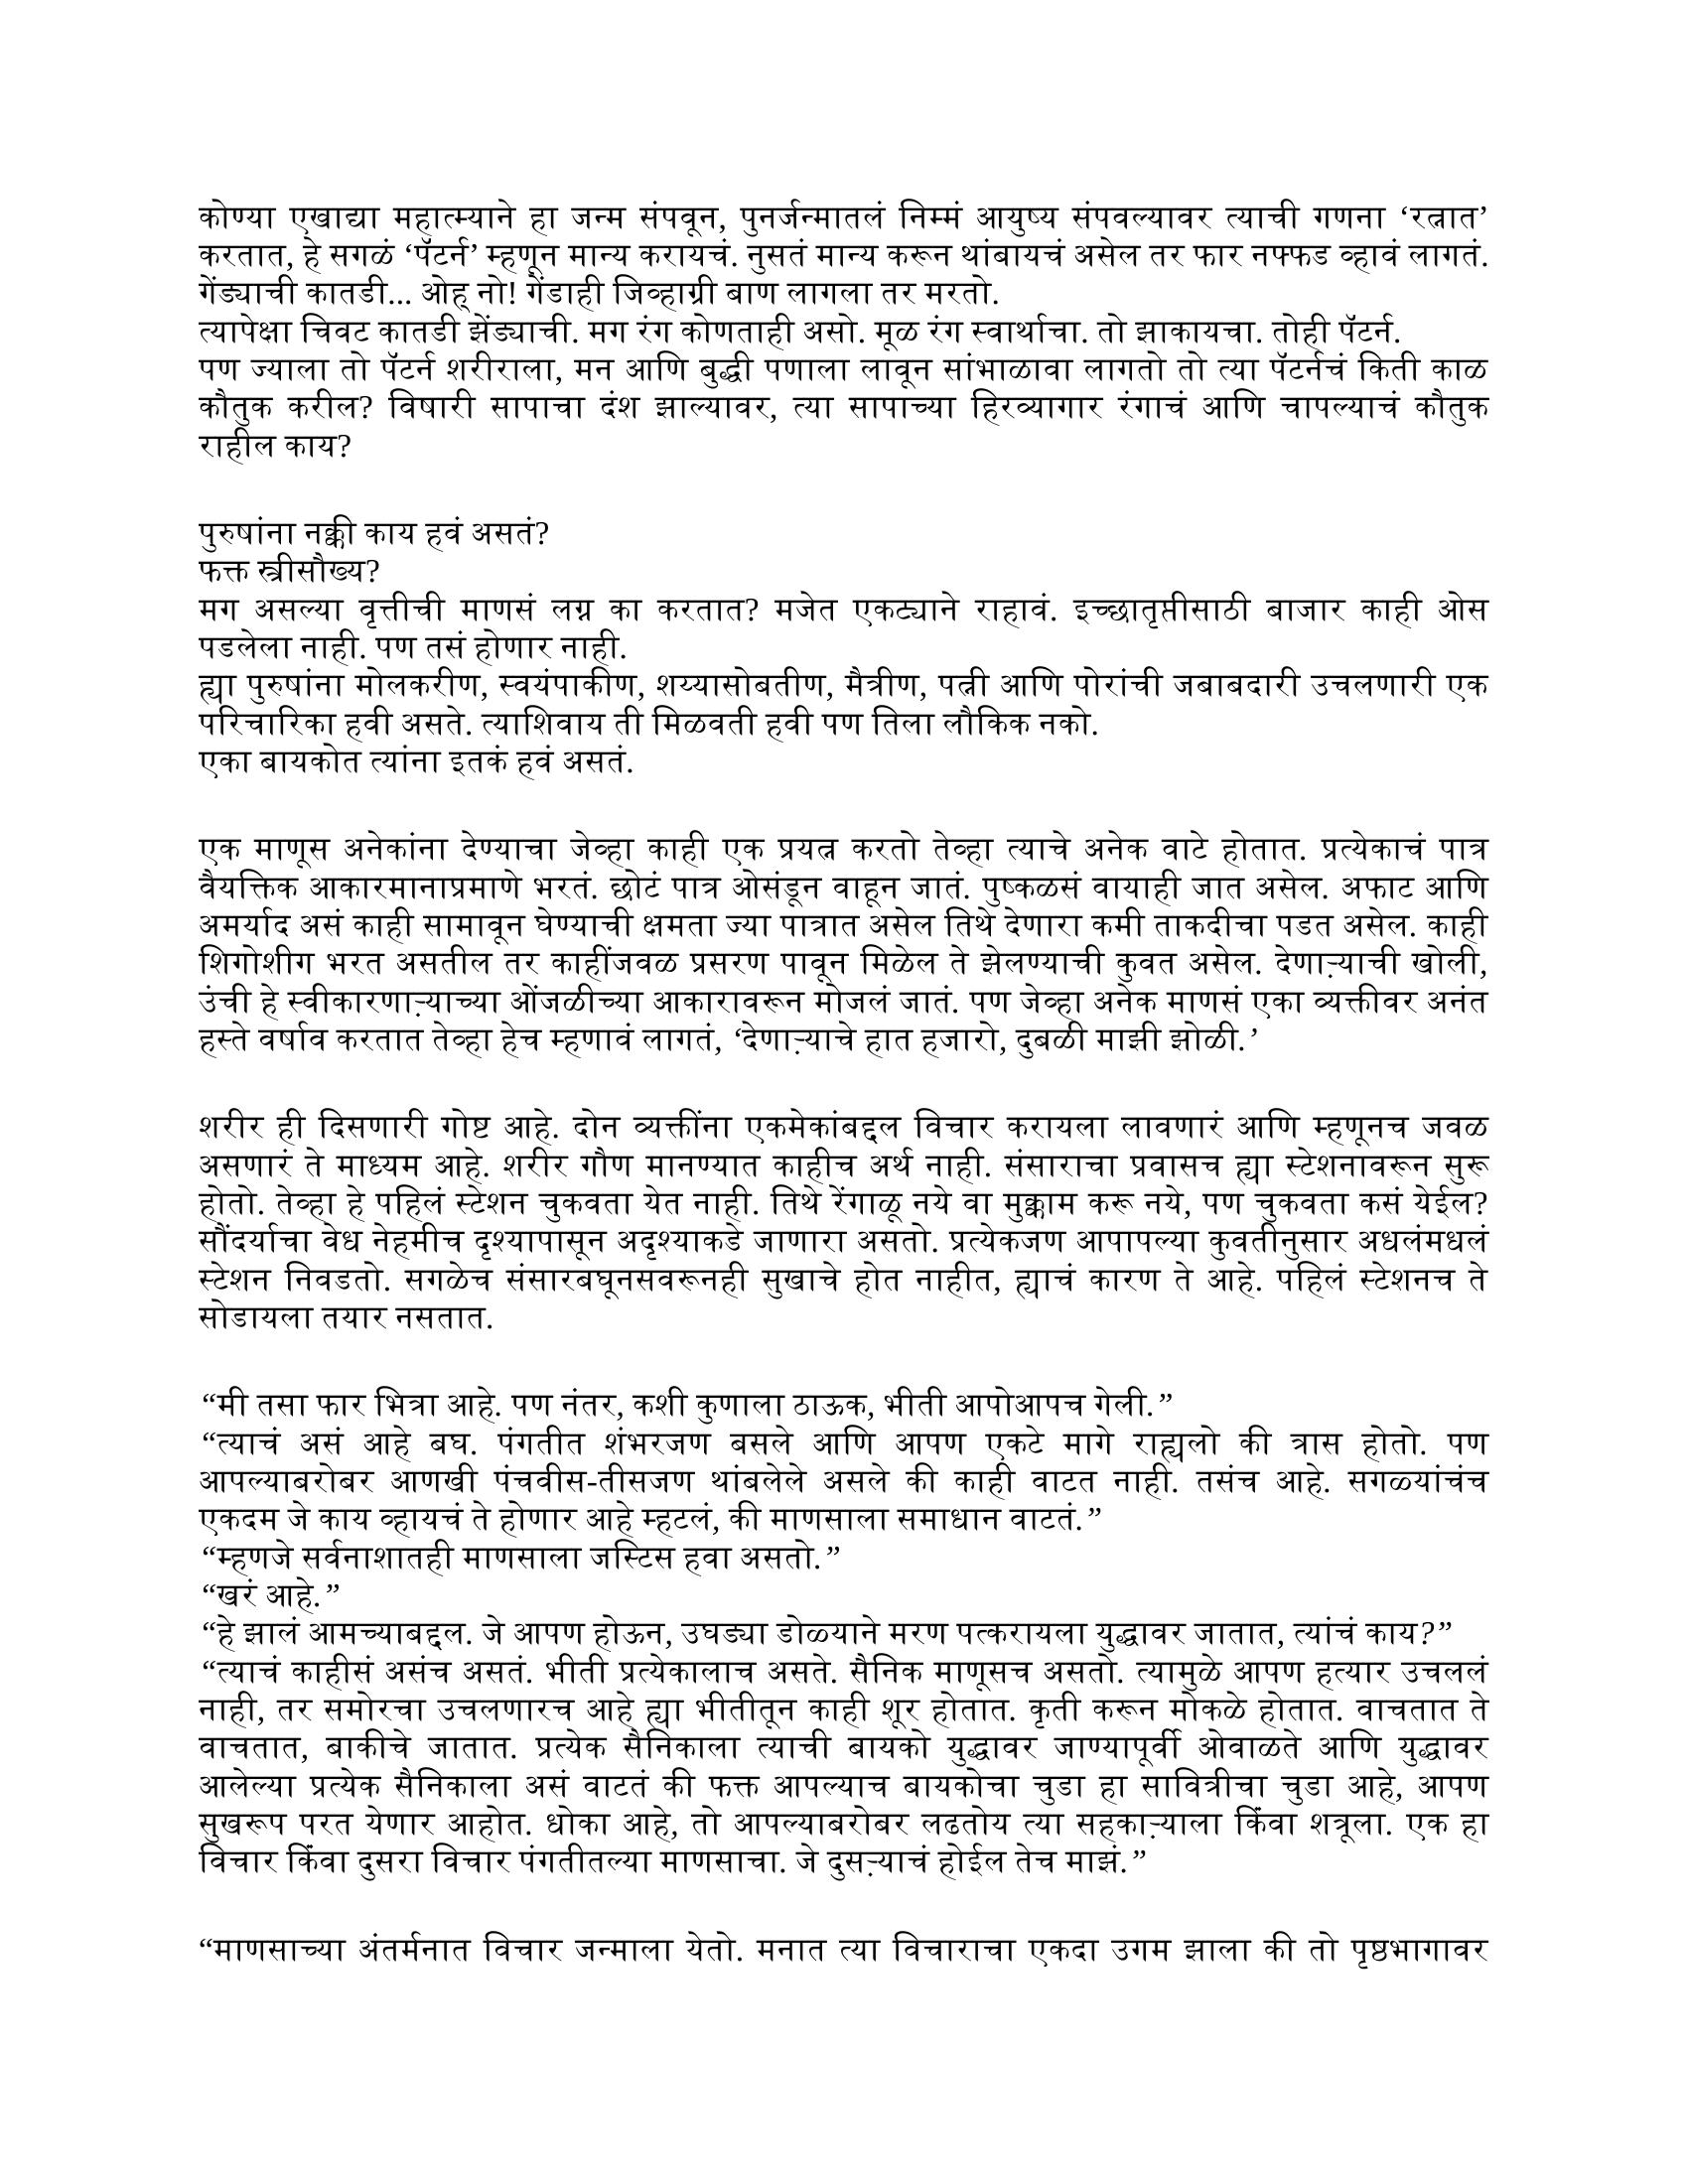 कोण्या एखाद्या महात्म्याने हा जन्म संपवून, पुनर्जन्मातलं निम्मं आयुष्य संपवल्यावर त्याची गणना ‘रत्नात’
करतात, हे सगळं ‘पॅटर्न’ म्हणून मान्य करायचं. नुसतं मान्य करून थांबायचं असेल तर फार नफ्फड व्हावं लागतं.
गेंड्याची कातडी... ओह् नो! गेंडाही जिव्हाग्री बाण लागला तर मरतो.
त्यापेक्षा चिवट कातडी झेंड्याची. मग रंग कोणताही असो. मूळ रंग स्वार्थाचा. तो झाकायचा. तोही पॅटर्न.
पण ज्याला तो पॅटर्न शरीराला, मन आणि बुद्धी पणाला लावून सांभाळावा लागतो तो त्या पॅटर्नचं किती काळ
कौतुक करील? विषारी सापाचा दंश झाल्यावर, त्या सापाच्या हिरव्यागार रंगाचं आणि चापल्याचं कौतुक
राहील काय?
पुरुषांना नक्की काय हवं असतं?
फक्त स्त्रीसौख्य?
मग असल्या वृत्तीची माणसं लग्न का करतात? मजेत एकट्याने राहावं. इच्छातृप्तीसाठी बाजार काही ओस
पडलेला नाही. पण तसं होणार नाही.
ह्या पुरुषांना मोलकरीण, स्वयंपाकीण, शय्यासोबतीण, मैत्रीण, पत्नी आणि पोरांची जबाबदारी उचलणारी एक
परिचारिका हवी असते. त्याशिवाय ती मिळवती हवी पण तिला लौकिक नको.
एका बायकोत त्यांना इतकं हवं असतं.
एक माणूस अनेकांना देण्याचा जेव्हा काही एक प्रयत्न करतो तेव्हा त्याचे अनेक वाटे होतात. प्रत्येकाचं पात्र
वैयक्तिक आकारमानाप्रमाणे भरतं. छोटं पात्र ओसंडून वाहून जातं. पुष्कळसं वायाही जात असेल. अफाट आणि
अमर्याद असं काही सामावून घेण्याची क्षमता ज्या पात्रात असेल तिथे देणारा कमी ताकदीचा पडत असेल. काही
शिगोशीग भरत असतील तर काहींजवळ प्रसरण पावून मिळेल ते झेलण्याची कुवत असेल. देणाऱ्याची खोली,
उंची हे स्वीकारणाऱ्याच्या ओंजळीच्या आकारावरून मोजलं जातं. पण जेव्हा अनेक माणसं एका व्यक्तीवर अनंत
हस्ते वर्षाव करतात तेव्हा हेच म्हणावं लागतं, ‘देणाऱ्याचे हात हजारो, दुबळी माझी झोळी.’
शरीर ही दिसणारी गोष्ट आहे. दोन व्यक्तींना एकमेकांबद्दल विचार करायला लावणारं आणि म्हणूनच जवळ
असणारं ते माध्यम आहे. शरीर गौण मानण्यात काहीच अर्थ नाही. संसाराचा प्रवासच ह्या स्टेशनावरून सुरू
होतो. तेव्हा हे पहिलं स्टेशन चुकवता येत नाही. तिथे रेंगाळू नये वा मुक्काम करू नये, पण चुकवता कसं येईल?
सौंदर्याचा वेध नेहमीच दृश्यापासून अदृश्याकडे जाणारा असतो. प्रत्येकजण आपापल्या कुवतीनुसार अधलंमधलं
स्टेशन निवडतो. सगळेच संसारबघूनसवरूनही सुखाचे होत नाहीत, ह्याचं कारण ते आहे. पहिलं स्टेशनच ते
सोडायला तयार नसतात.
“मी तसा फार भित्रा आहे. पण नंतर, कशी कुणाला ठाऊक, भीती आपोआपच गेली.”
“त्याचं असं आहे बघ. पंगतीत शंभरजण बसले आणि आपण एकटे मागे राह्यलो की त्रास होतो. पण
आपल्याबरोबर आणखी पंचवीस-तीसजण थांबलेले असले की काही वाटत नाही. तसंच आहे. सगळ्यांचंच
एकदम जे काय व्हायचं ते होणार आहे म्हटलं, की माणसाला समाधान वाटतं.”
“म्हणजे सर्वनाशातही माणसाला जस्टिस हवा असतो.”
“खरं आहे.”
“हे झालं आमच्याबद्दल. जे आपण होऊन, उघड्या डोळ्याने मरण पत्करायला युद्धावर जातात, त्यांचं काय?”
“त्याचं काहीसं असंच असतं. भीती प्रत्येकालाच असते. सैनिक माणूसच असतो. त्यामुळे आपण हत्यार उचललं
नाही, तर समोरचा उचलणारच आहे ह्या भीतीतून काही शूर होतात. कृती करून मोकळे होतात. वाचतात ते
वाचतात, बाकीचे जातात. प्रत्येक सैनिकाला त्याची बायको युद्धावर जाण्यापूर्वी ओवाळते आणि युद्धावर
आलेल्या प्रत्येक सैनिकाला असं वाटतं की फक्त आपल्याच बायकोचा चुडा हा सावित्रीचा चुडा आहे, आपण
सुखरूप परत येणार आहोत. धोका आहे, तो आपल्याबरोबर लढतोय त्या सहकाऱ्याला किंवा शत्रूला. एक हा
विचार किंवा दुसरा विचार पंगतीतल्या माणसाचा. जे दुसऱ्याचं होईल तेच माझं.”
“माणसाच्या अंतर्मनात विचार जन्माला येतो. मनात त्या विचाराचा एकदा उगम झाला की तो पृष्ठभागावर